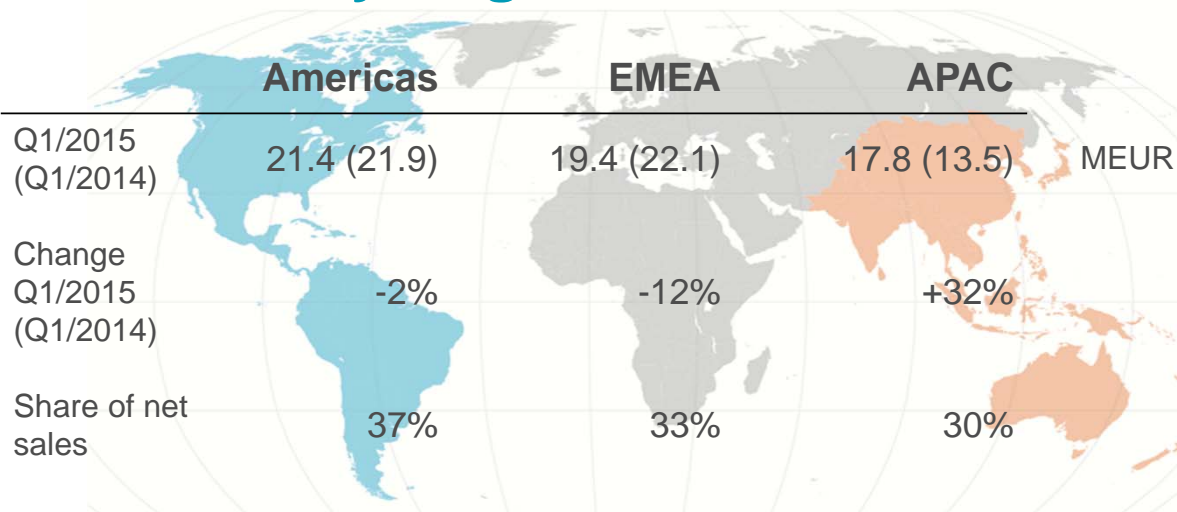 Americas EMEA APAC
Q1/2015
(Q1/2014)
21.4 (21.9) 19.4 (22.1) 17.8 (13.5) MEUR
Change
Q1/2015
(Q1/2014)
-2% -12% +32%
Share of net
sales
37% 33% 30%